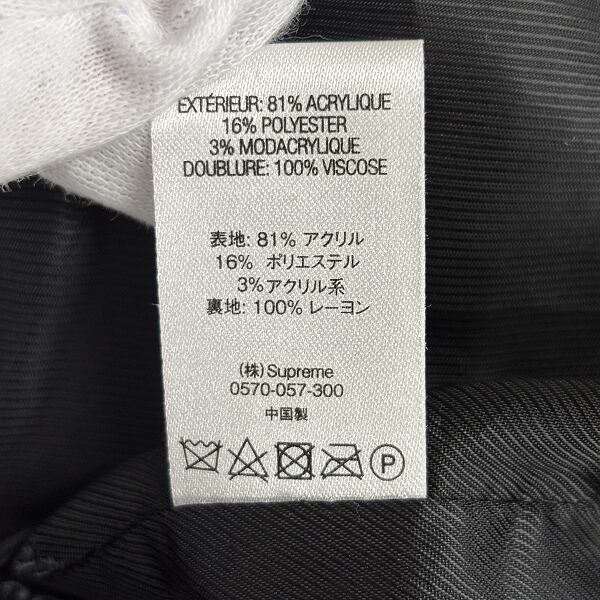 EXTÉRIEUR: 81% ACRYLIQUE
16% POLYESTER
3% MODACRYLIQUE
DOUBLURE: 100% VISCOSE
表地: 81% アクリル
16% ポリエステル
3%アクリル系
裏地: 100% レーヨン
(株)Supreme
0570-057-300
中国製
P